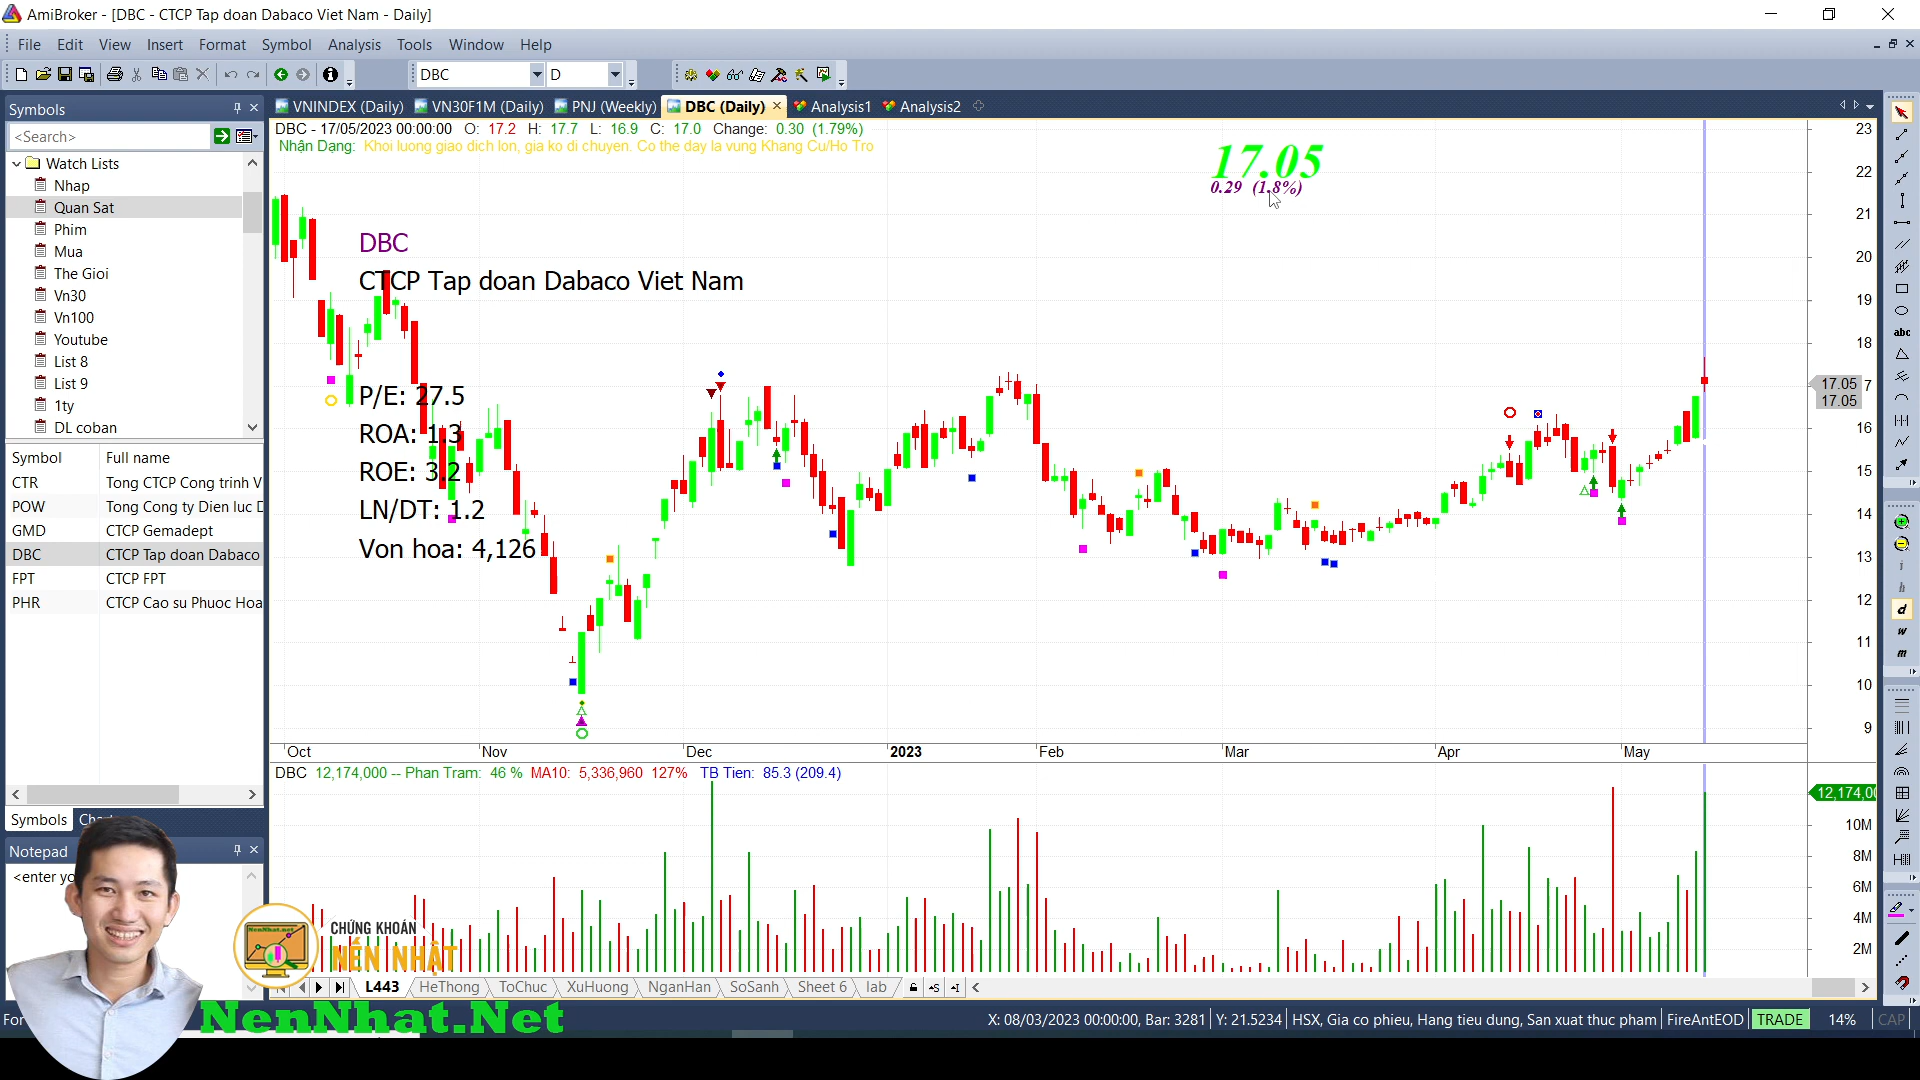 AmiBroker - [DBC - CTCP Tap doan Dabaco Viet Nam - Daily]
File Edit View Insert Format Symbol Analysis Tools Window Help
DBC D
Symbols
VNINDEX (Daily) VN30F1M (Daily) PNJ (Weekly) DBC (Daily) Analysis1 Analysis2
<Search>
DBC - 17/05/2023 00:00:00 O: 17.2 H: 17.7 L: 16.9 C: 17.0 Change: 0.30 (1.79%)
Nhận Dạng: Khoi luong giao dich lon, gia ko di chuyen. Co the day la vung Khang Cu/Ho Tro
17.05
0.29 (1.8%)
Watch Lists
Nhap
Quan Sat
Phim
Mua
The Gioi
Vn30
Vn100
Youtube
List 8
List 9
1ty
DL coban
DBC
CTCP Tap doan Dabaco Viet Nam
P/E: 27.5
ROA: 1.3
ROE: 3.2
LN/DT: 1.2
Von hoa: 4,126
23
22
21
20
19
18
17.05 7
17.05
16
15
14
13
12
11
10
9
Symbol Full name
CTR Tong CTCP Cong trinh V
POW Tong Cong ty Dien luc D
GMD CTCP Gemadept
DBC CTCP Tap doan Dabaco
FPT CTCP FPT
PHR CTCP Cao su Phuoc Hoa
Oct Nov Dec 2023 Feb Mar Apr May
DBC 12,174,000 -- Phan Tram: 46 % MA10: 5,336,960 127% TB Tien: 85.3 (209.4)
12,174,00
10M
8M
6M
4M
2M
Symbols Cha
Notepad
<enter yo
NenNhat.net
CHỨNG KHOÁN
NẾN NHẬT
L443 HeThong ToChuc XuHuong NganHan SoSanh Sheet 6 lab
NenNhat.Net
For
X: 08/03/2023 00:00:00, Bar: 3281 Y: 21.5234 HSX, Gia co phieu, Hang tieu dung, San xuat thuc pham FireAntEOD TRADE 14% CAP
abc
i
h
d
w
m